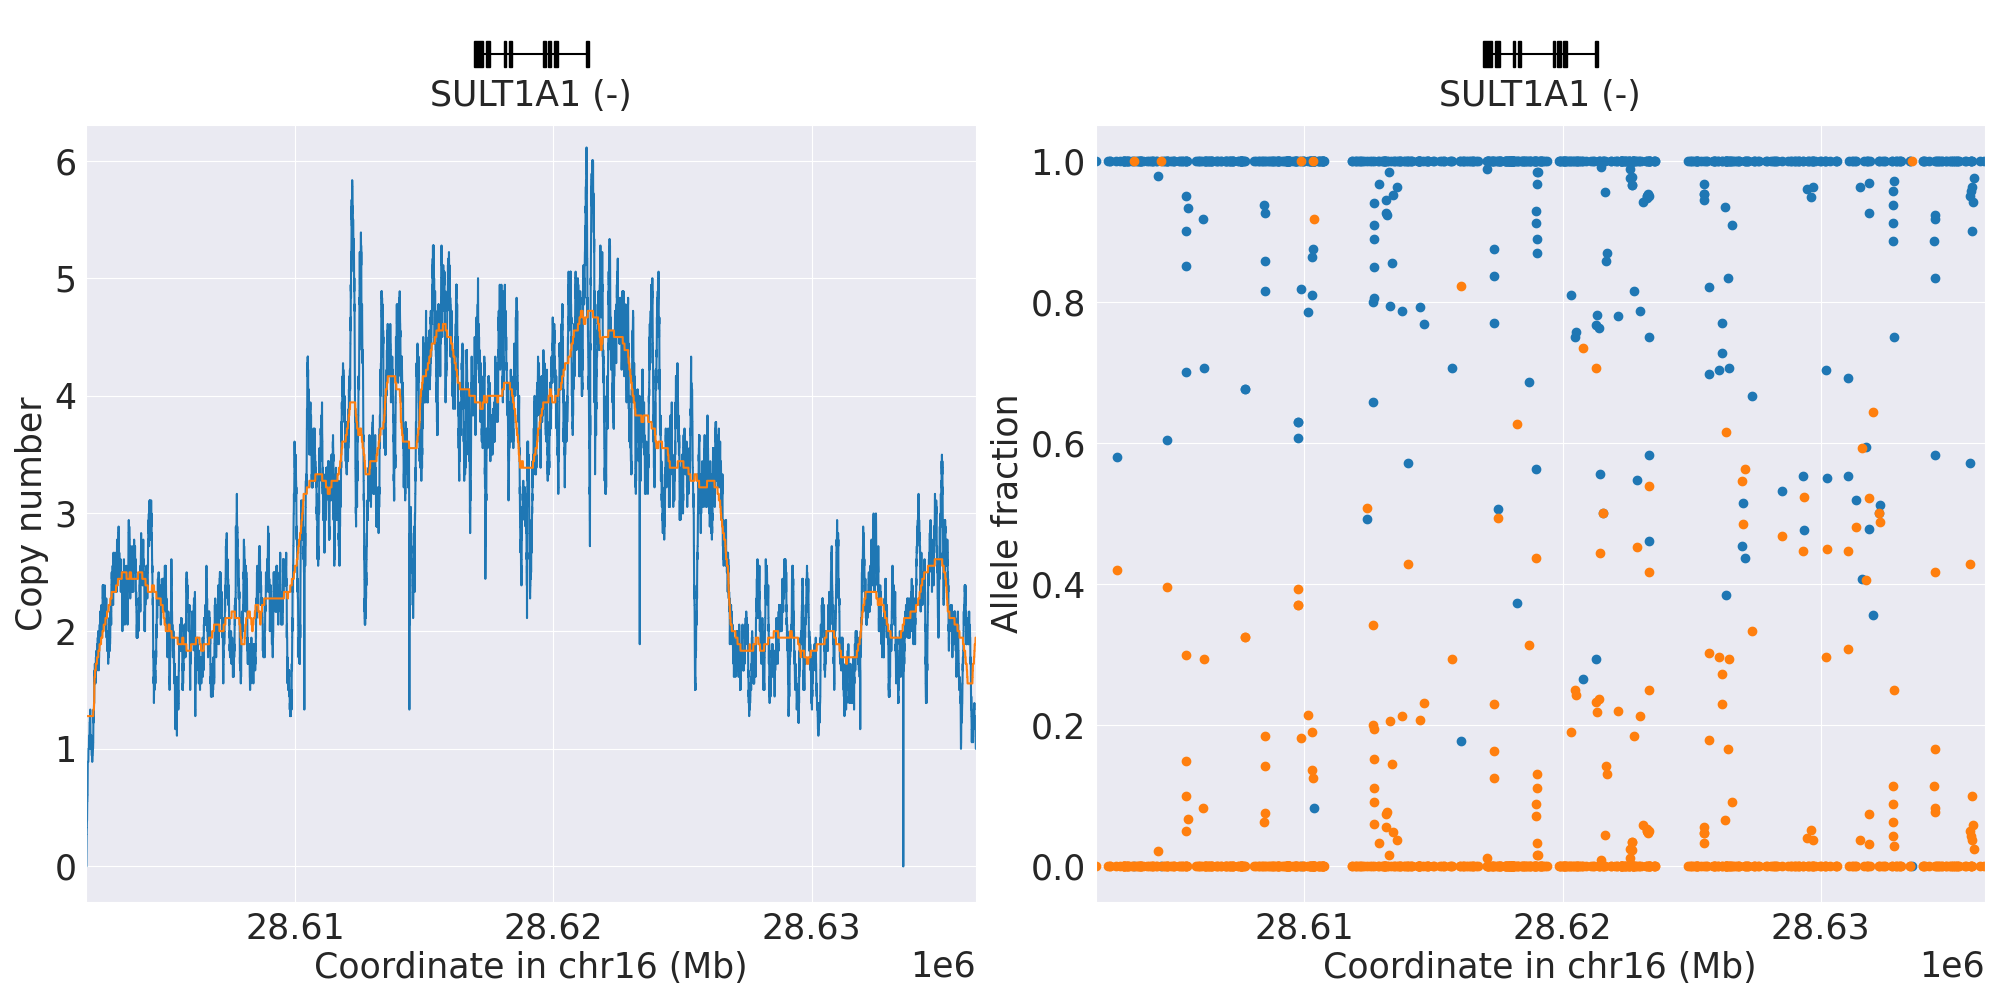 SULT1A1 (-)
6
5
4
3
2
1
0
Copy number
28.61
28.62
28.63
Coordinate in chr16 (Mb)
1e6
SULT1A1 (-)
1.0
0.8
0.6
0.4
0.2
0.0
Allele fraction
28.61
28.62
28.63
Coordinate in chr16 (Mb)
1e6